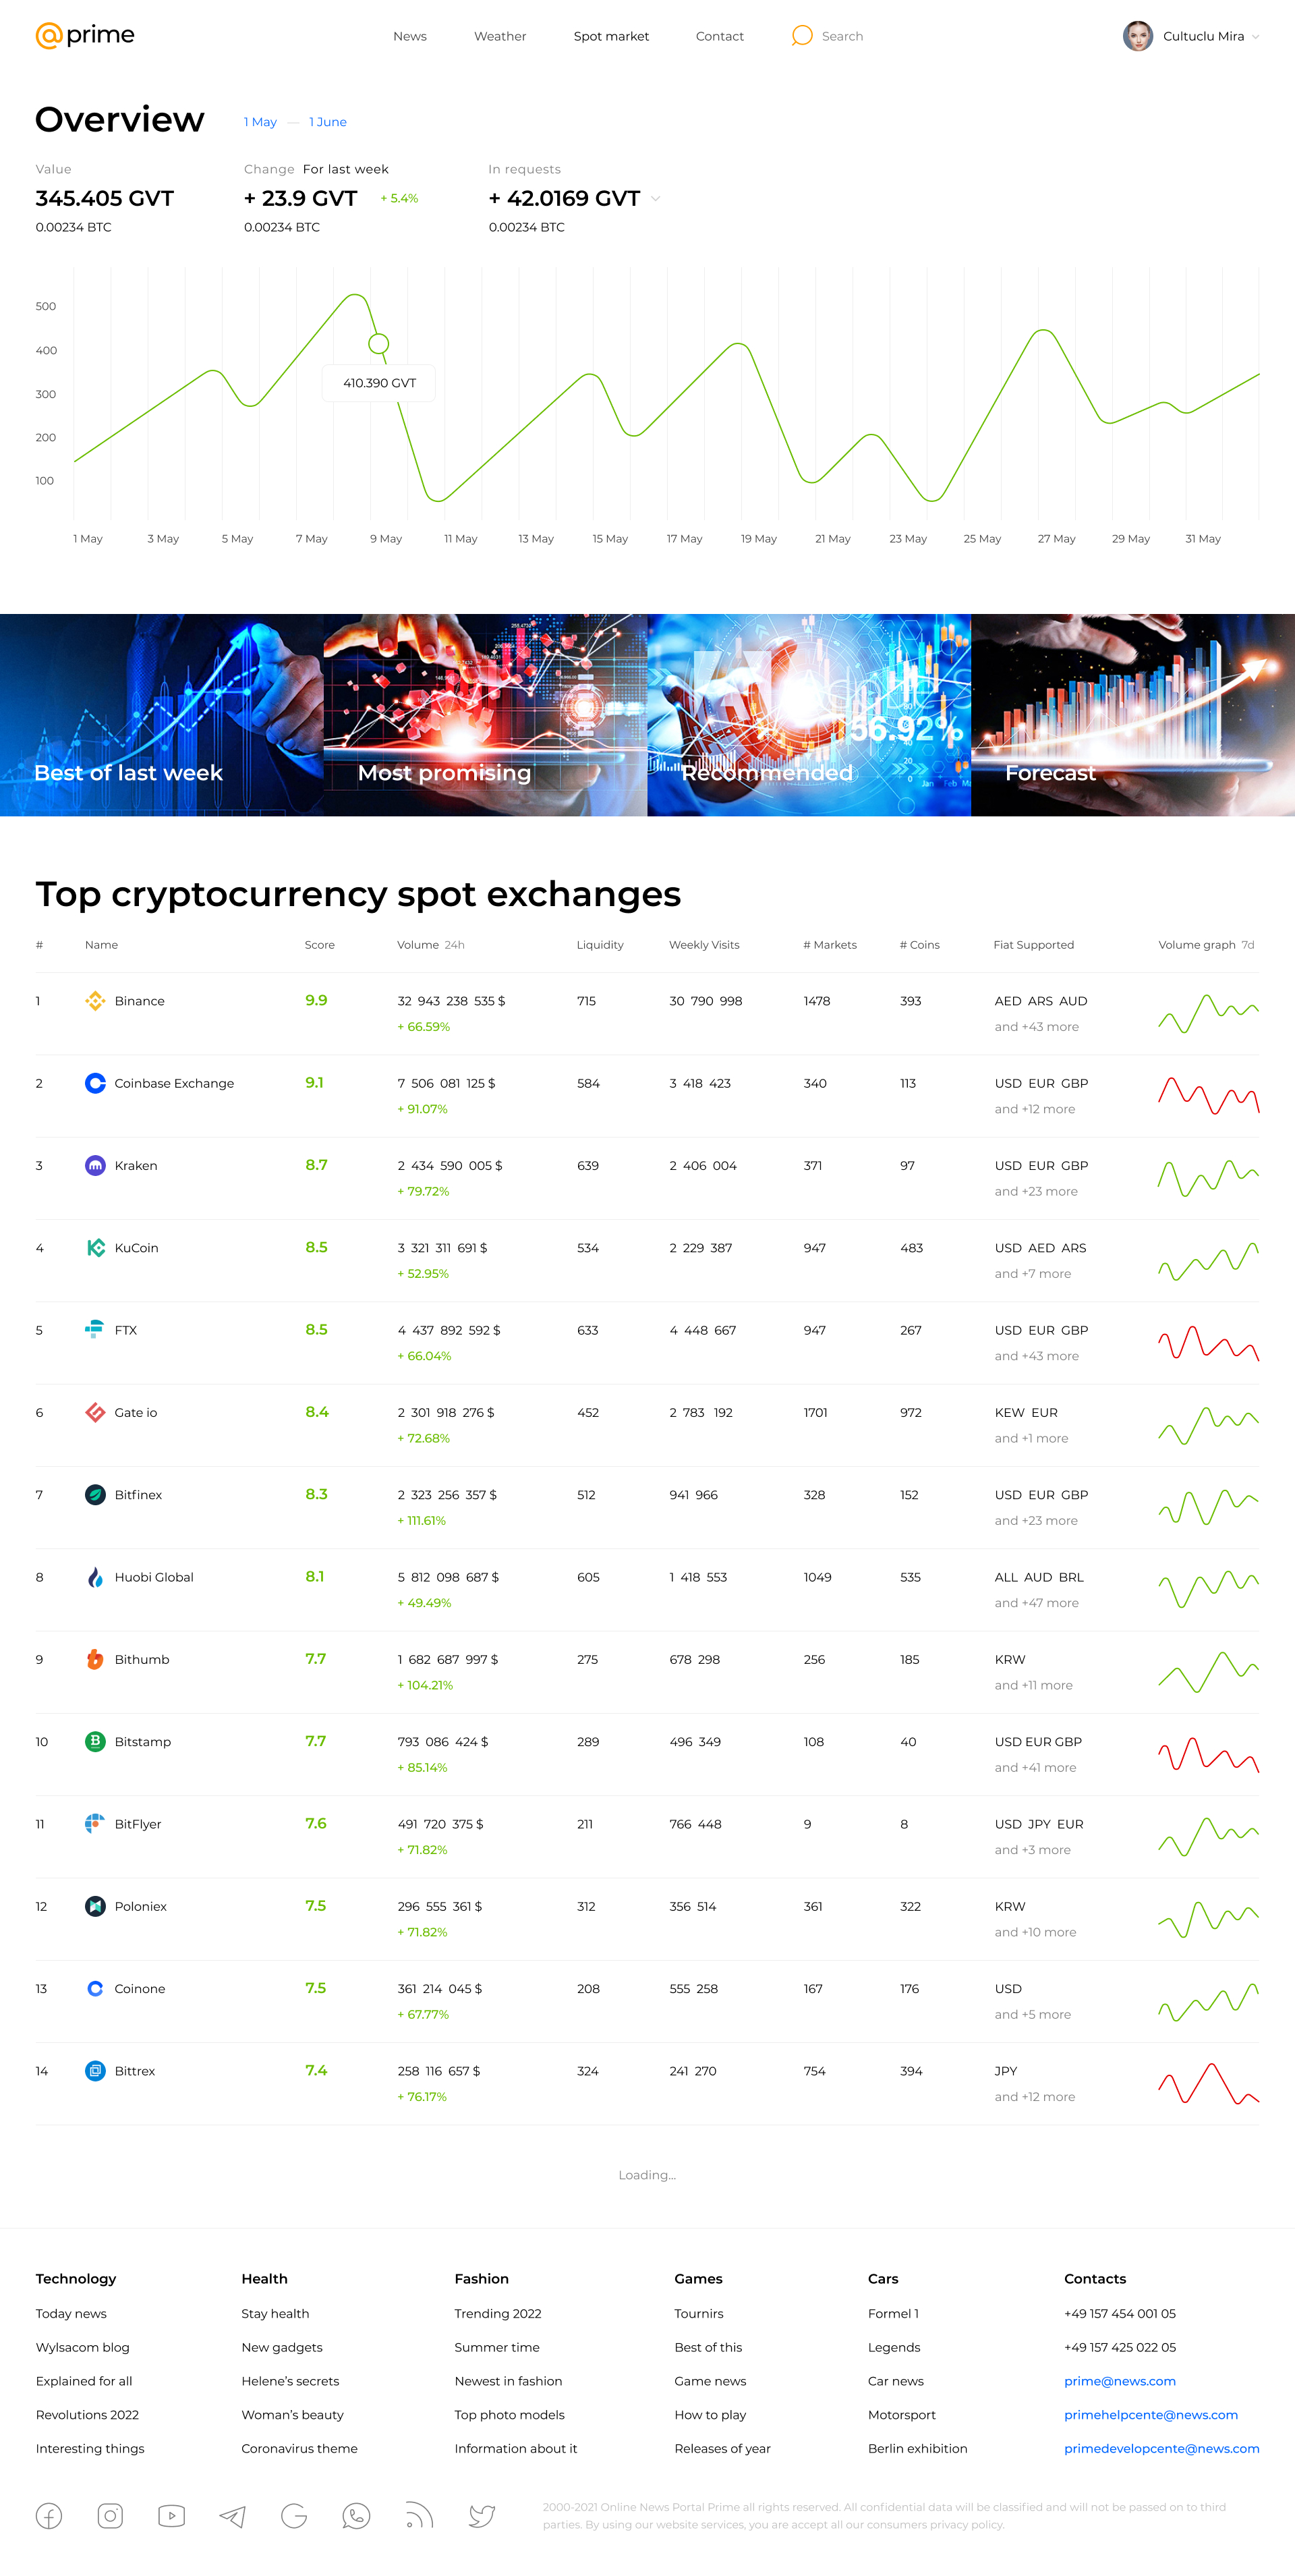 @prime
News Weather Spot market Contact Search Cultuclu Mira
Overview 1 May — 1 June
Value Change For last week In requests
345.405 GVT + 23.9 GVT + 5.4% + 42.0169 GVT
0.00234 BTC 0.00234 BTC 0.00234 BTC
500
400
410.390 GVT
300
200
100
1 May 3 May 5 May 7 May 9 May 11 May 13 May 15 May 17 May 19 May 21 May 23 May 25 May 27 May 29 May 31 May
56.92%
Jan Feb
Best of last week Most promising Recommended Forecast
Top cryptocurrency spot exchanges
# Name Score Volume 24h Liquidity Weekly Visits # Markets # Coins Fiat Supported Volume graph 7d
1 Binance 9.9 32 943 238 535 $ 715 30 790 998 1478 393 AED ARS AUD
+ 66.59% and +43 more
2 Coinbase Exchange 9.1 7 506 081 125 $ 584 3 418 423 340 113 USD EUR GBP
+ 91.07% and +12 more
3 Kraken 8.7 2 434 590 005 $ 639 2 406 004 371 97 USD EUR GBP
+ 79.72% and +23 more
4 KuCoin 8.5 3 321 311 691 $ 534 2 229 387 947 483 USD AED ARS
+ 52.95% and +7 more
5 FTX 8.5 4 437 892 592 $ 633 4 448 667 947 267 USD EUR GBP
+ 66.04% and +43 more
6 Gate io 8.4 2 301 918 276 $ 452 2 783 192 1701 972 KEW EUR
+ 72.68% and +1 more
7 Bitfinex 8.3 2 323 256 357 $ 512 941 966 328 152 USD EUR GBP
+ 111.61% and +23 more
8 Huobi Global 8.1 5 812 098 687 $ 605 1 418 553 1049 535 ALL AUD BRL
+ 49.49% and +47 more
9 Bithumb 7.7 1 682 687 997 $ 275 678 298 256 185 KRW
+ 104.21% and +11 more
10 Bitstamp 7.7 793 086 424 $ 289 496 349 108 40 USD EUR GBP
+ 85.14% and +41 more
11 BitFlyer 7.6 491 720 375 $ 211 766 448 9 8 USD JPY EUR
+ 71.82% and +3 more
12 Poloniex 7.5 296 555 361 $ 312 356 514 361 322 KRW
+ 71.82% and +10 more
13 Coinone 7.5 361 214 045 $ 208 555 258 167 176 USD
+ 67.77% and +5 more
14 Bittrex 7.4 258 116 657 $ 324 241 270 754 394 JPY
+ 76.17% and +12 more
Loading...
Technology Health Fashion Games Cars Contacts
Today news Stay health Trending 2022 Tournirs Formel 1 +49 157 454 001 05
Wylsacom blog New gadgets Summer time Best of this Legends +49 157 425 022 05
Explained for all Helene's secrets Newest in fashion Game news Car news prime@news.com
Revolutions 2022 Woman's beauty Top photo models How to play Motorsport primehelpcente@news.com
Interesting things Coronavirus theme Information about it Releases of year Berlin exhibition primedevelopcente@news.com
2000-2021 Online News Portal Prime all rights reserved. All confidential data will be classified and will not be passed on to third
parties. By using our website services, you are accept all our consumers privacy policy.